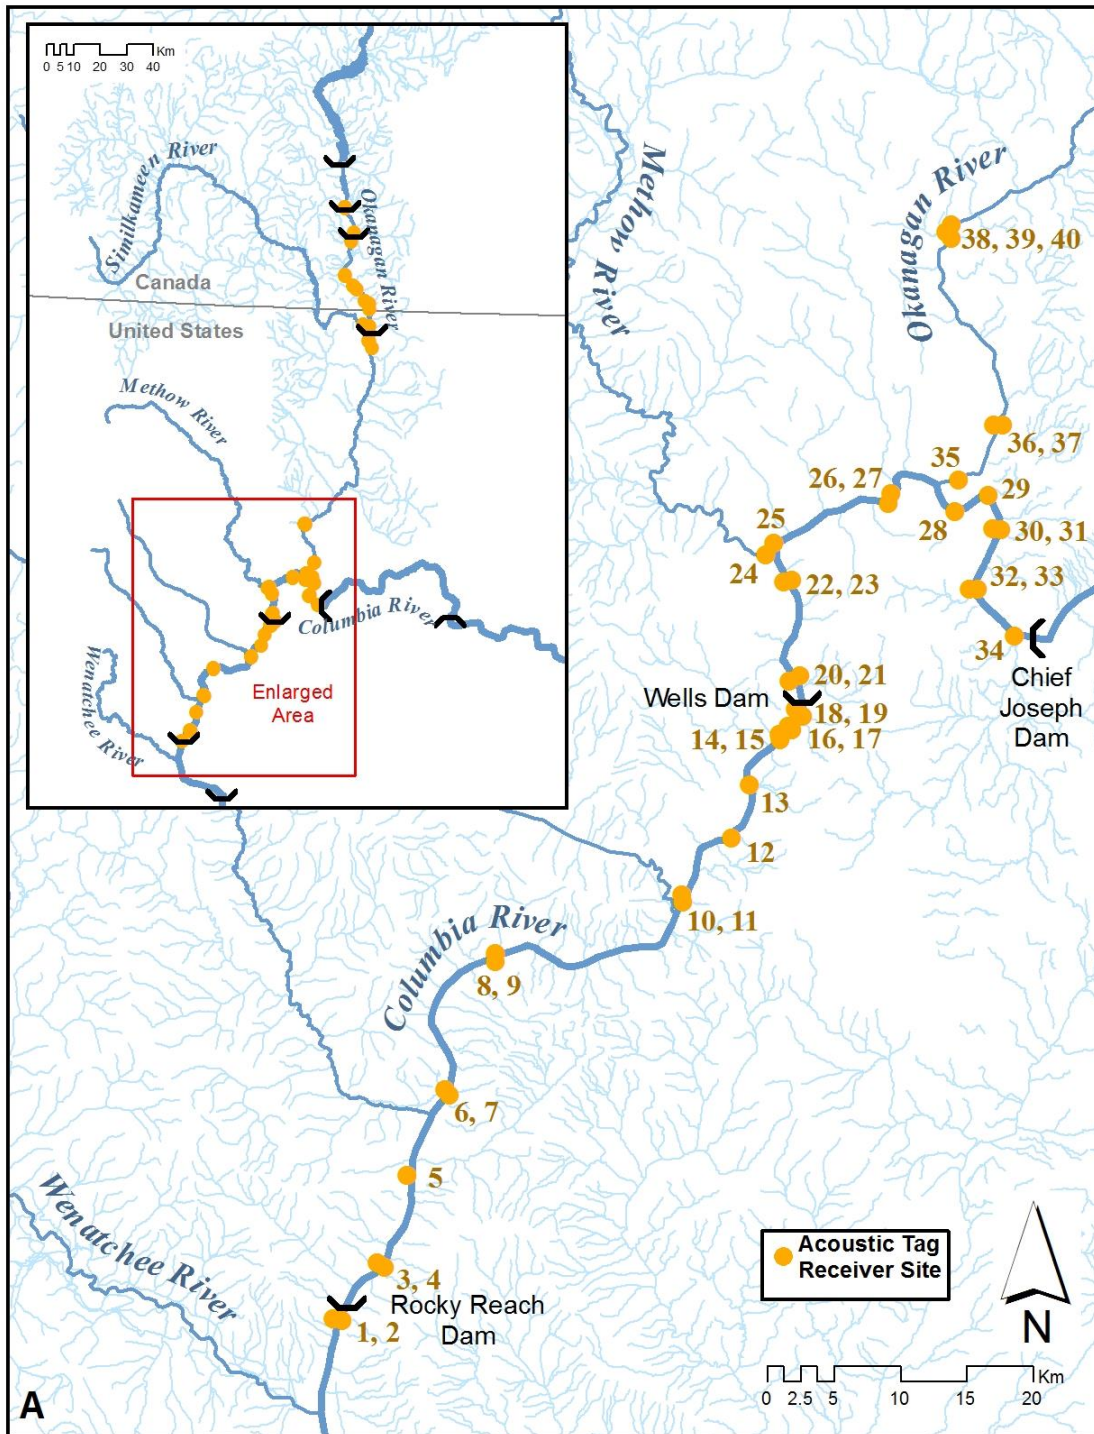 Km
0 5 10 20 30 40
Similkameen River
Okanagan River
Canada
United States
Methow River
Columbia River
Wenatchee River
Enlarged
Area
Methow River
Okanagan River
38, 39, 40
36, 37
35
26, 27
29
28
25
30, 31
24
22, 23
32, 33
34
20, 21
Chief
Joseph
Dam
Wells Dam
18, 19
14, 15
16, 17
13
12
10, 11
Columbia River
8, 9
6, 7
5
Wenatchee River
3, 4
Rocky Reach
Dam
1, 2
Acoustic Tag
Receiver Site
N
Km
0 2.5 5 10 15 20
A